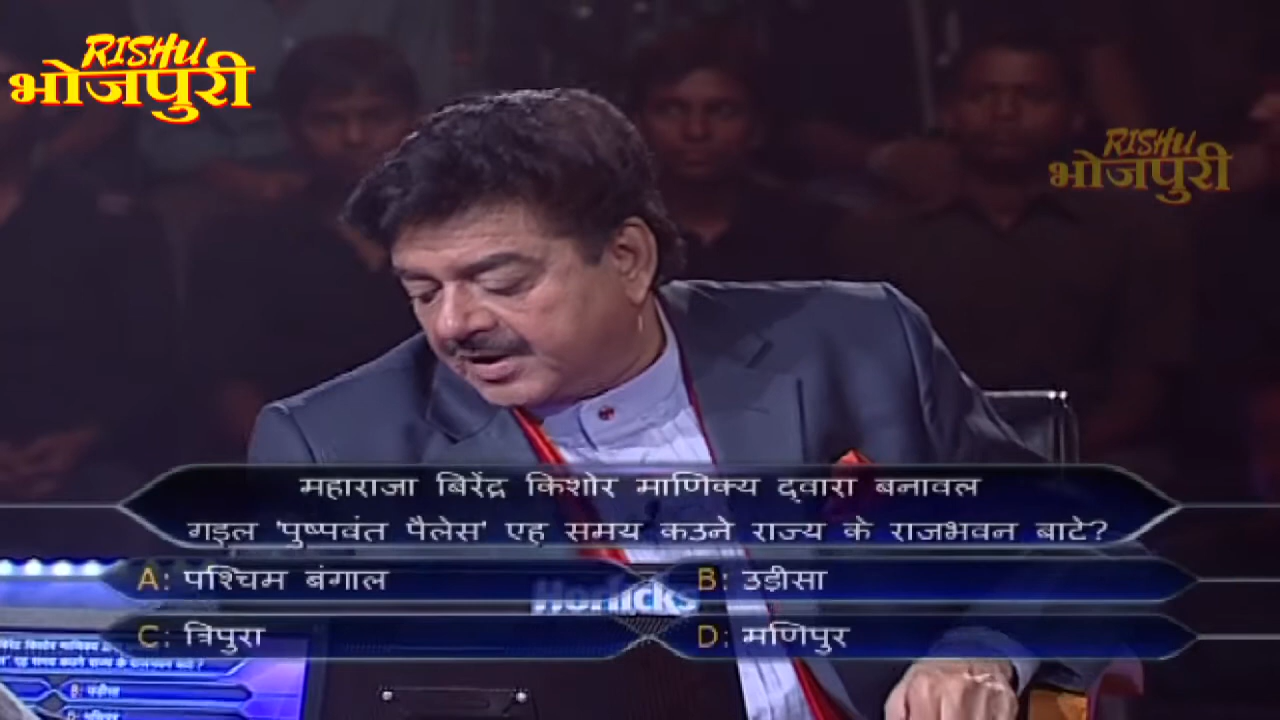 RISHU
भोजपुरी
RISHU
भोजपुरी
महाराजा बिरेंद्र किशोर माणिक्य द्वारा बनावल
गइल 'पुष्पवंत पैलेस' एह समय कउने राज्य के राजभवन बाटे?
A: पश्चिम बंगाल
B: उड़ीसा
Horlicks
C: त्रिपुरा
D: मणिपुर